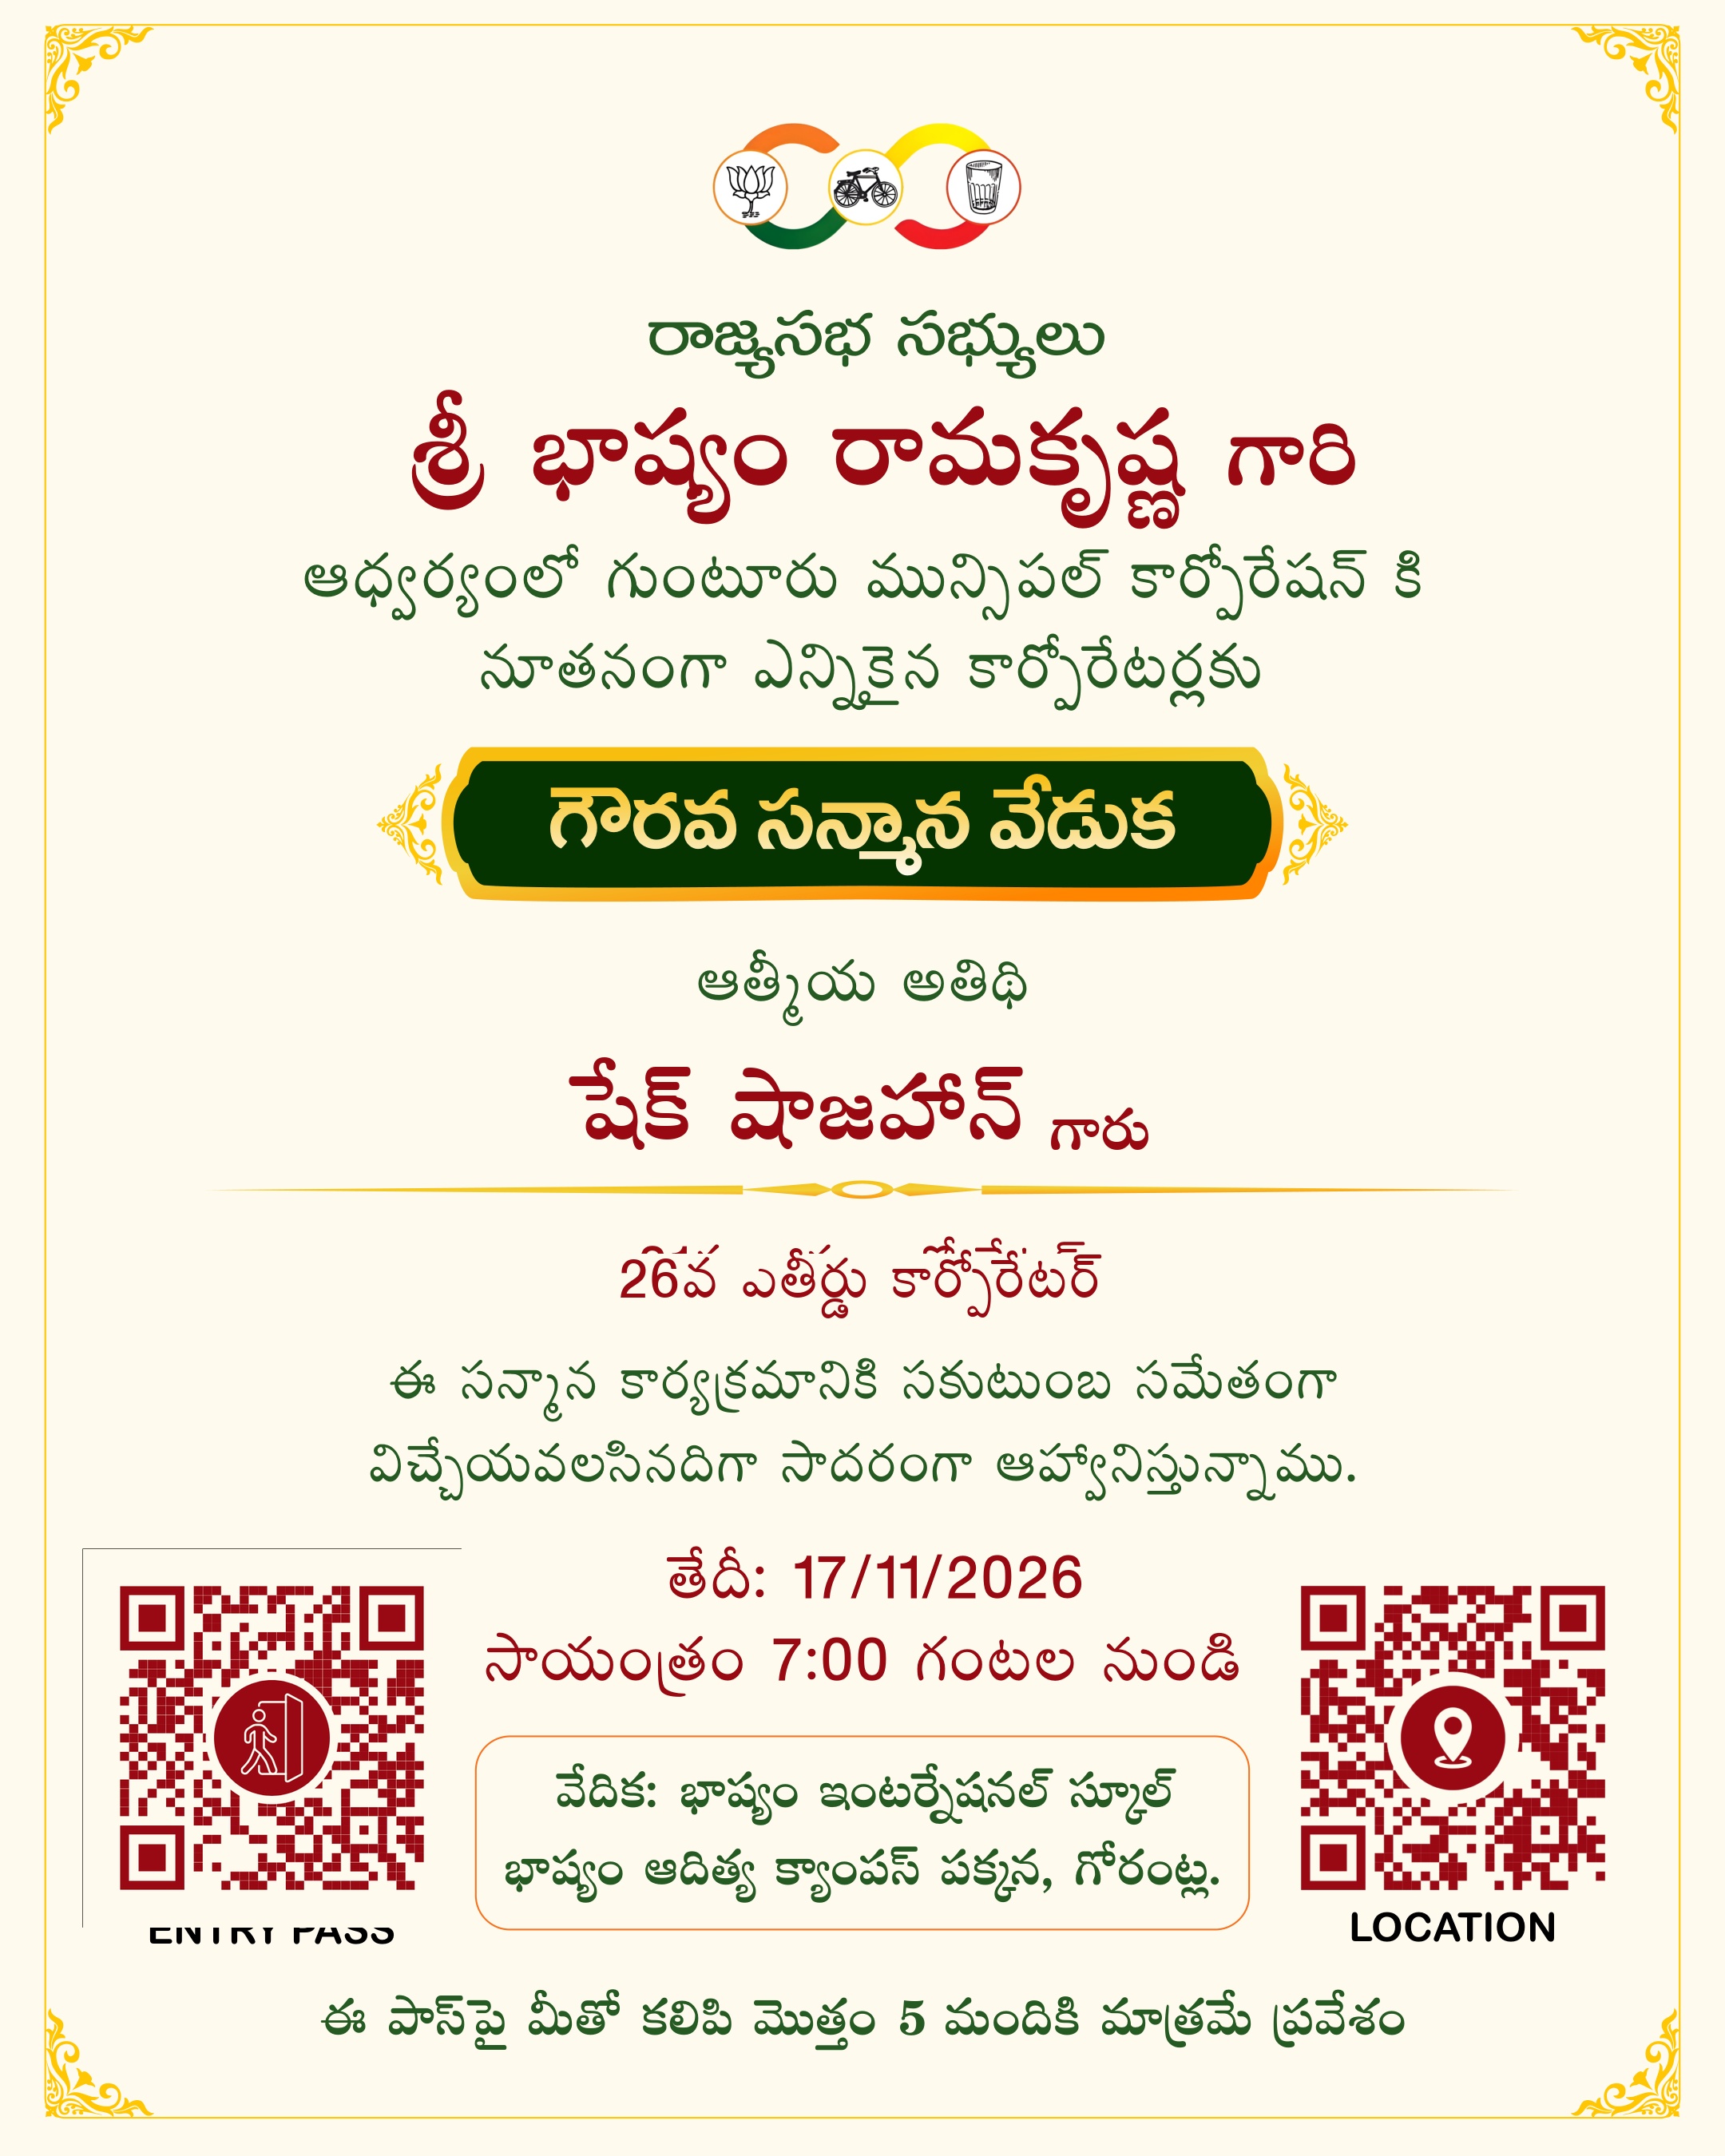 రాజ్యసభ సభ్యులు
శ్రీ భాష్యం రామకృష్ణ గారి
ఆధ్వర్యంలో గుంటూరు మున్సిపల్ కార్పోరేషన్ కి
నూతనంగా ఎన్నికైన కార్పోరేటర్లకు
గౌరవ సన్మాన వేడుక
ఆత్మీయ అతిథి
షేక్ షాజహాన్ గారు
26వ కార్పోరేటర్
ఈ సన్మాన కార్యక్రమానికి సకుటుంబ సమేతంగా
విచ్చేయవలసినదిగా సాదరంగా ఆహ్వానిస్తున్నాము.
తేదీ: 17/11/2026
సాయంత్రం 7:00 గంటల నుండి
వేదిక: భాష్యం ఇంటర్నేషనల్ స్కూల్
భాష్యం ఆదిత్య క్యాంపస్ పక్కన, గోరంట్ల.
ENTRY PASS
LOCATION
ఈ పాస్‌పై మీతో కలిపి మొత్తం 5 మందికి మాత్రమే ప్రవేశం